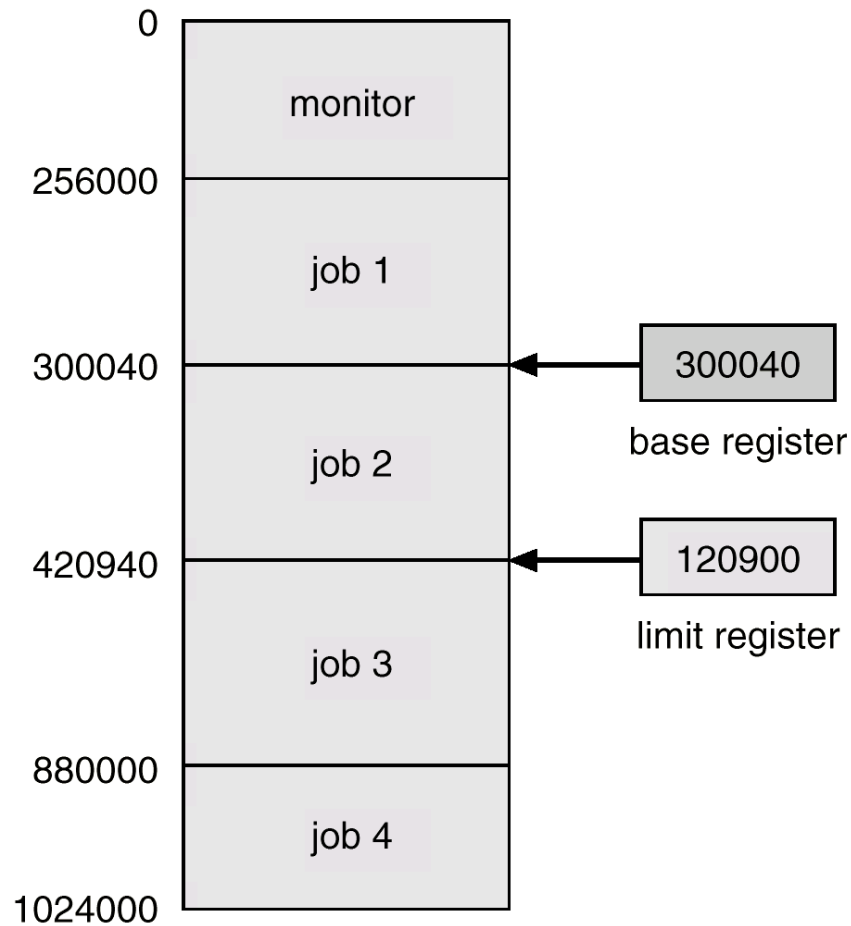 0
monitor
256000
job 1
300040
300040
base register
job 2
420940
120900
limit register
job 3
880000
job 4
1024000